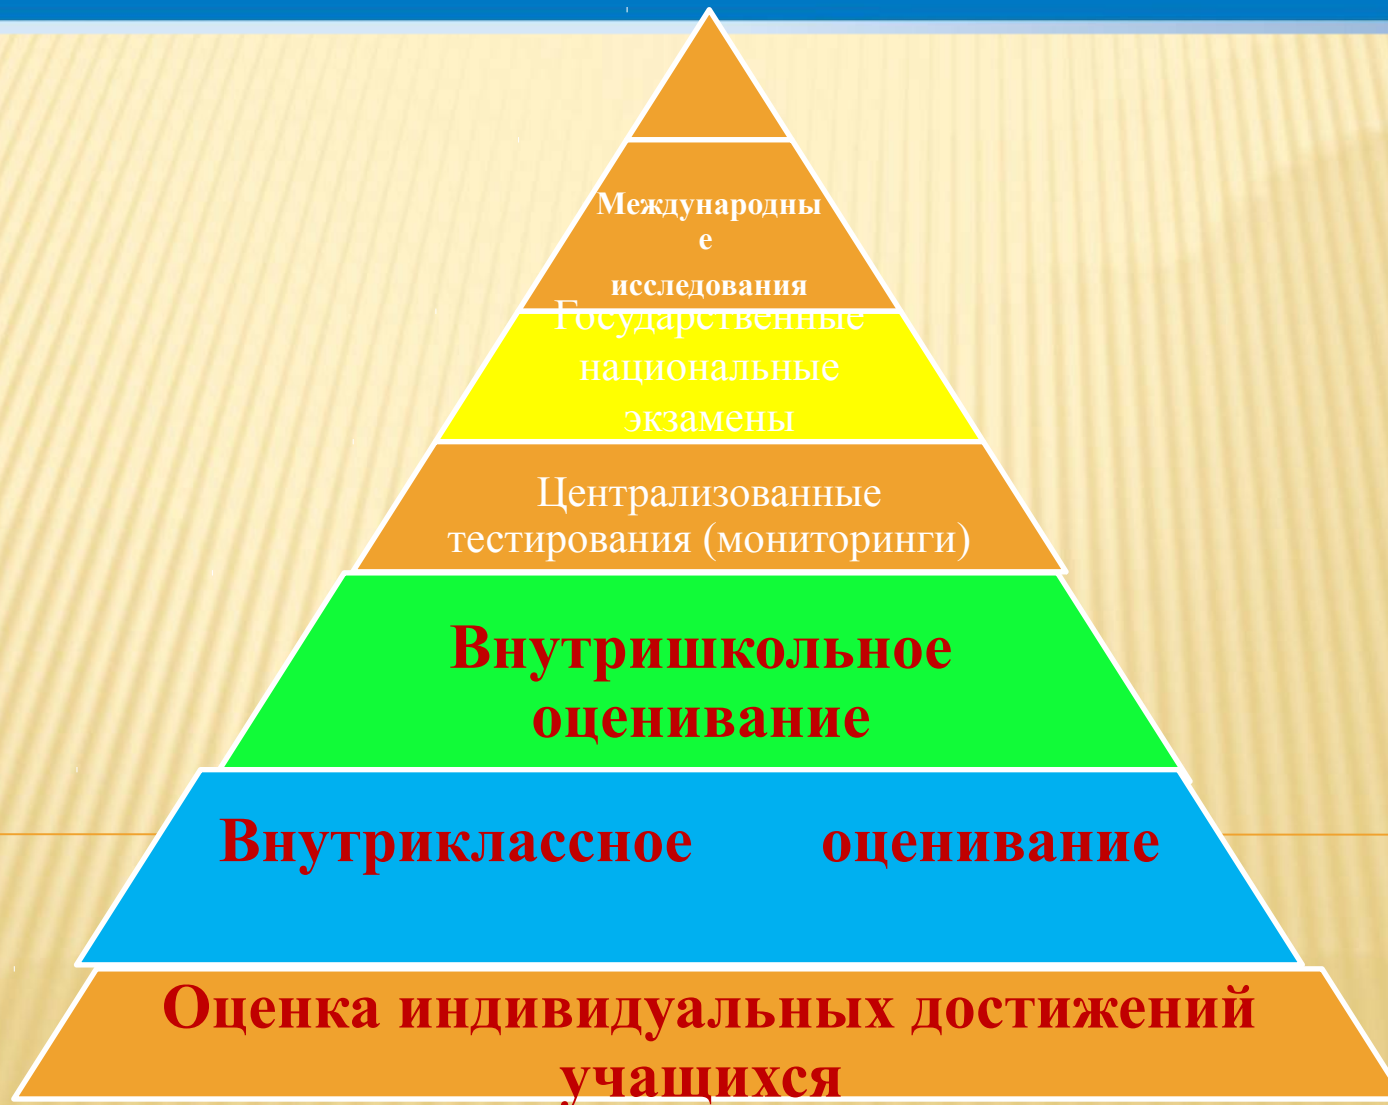 Международны
е
исследования
Государственные
национальные
экзамены
Централизованные
тестирования (мониторинги)
Внутришкольное
оценивание
Внутриклассное оценивание
Оценка индивидуальных достижений
учащихся